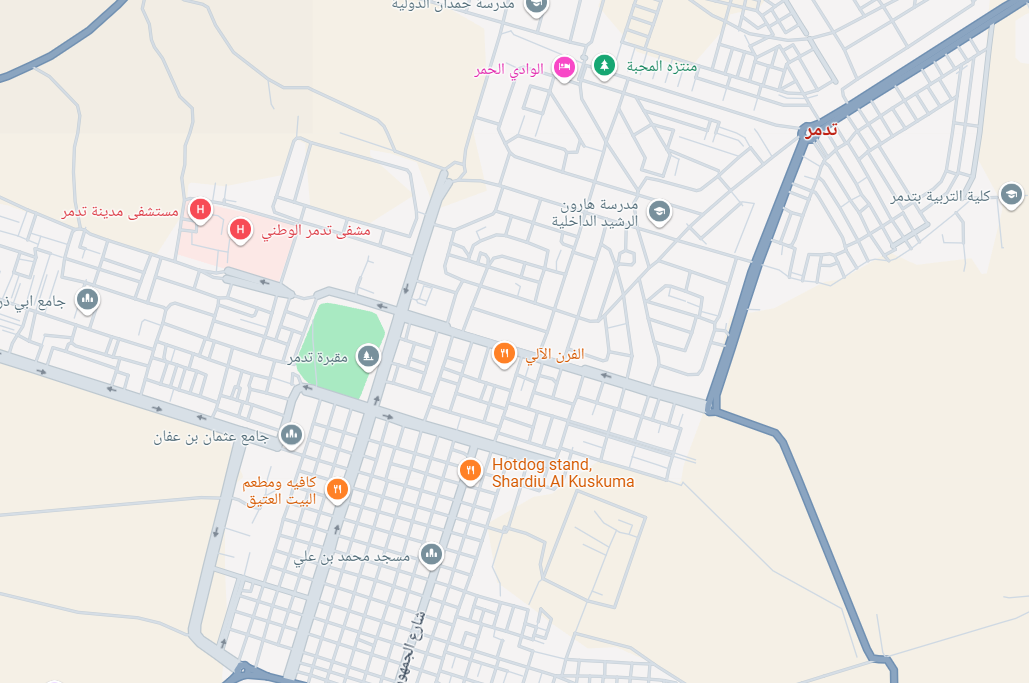 مدرسة حمدان الدولية
الوادي الحمر
منتزه المحبة
تدمر
كلية التربية بتدمر
مدرسة هارون
الرشيد الداخلية
مستشفى مدينة تدمر
مشفى تدمر الوطني
H
H
جامع ابي ذر
مقبرة تدمر
الفرن الآلي
جامع عثمان بن عفان
Hotdog stand,
Shardiu Al Kuskuma
كافيه ومطعم
البيت العتيق
مسجد محمد بن علي
شارع